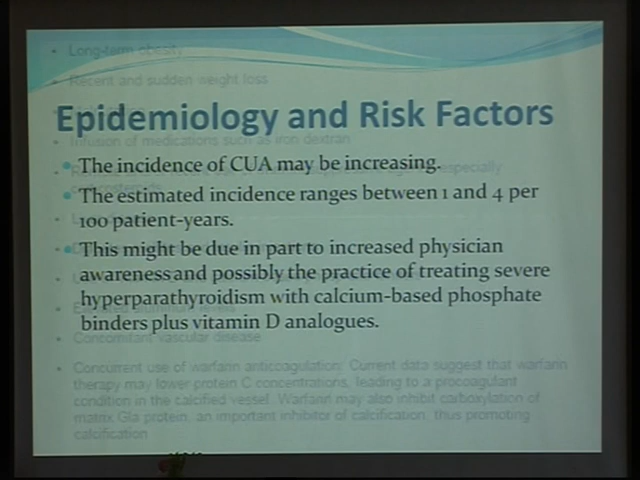 Long-term obesity
Recent and sudden weight loss
Epidemiology and Risk Factors
Infusion of medications such as iron dextran
The incidence of CUA may be increasing.
especially
The estimated incidence ranges between 1 and 4 per
100 patient-years.
This might be due in part to increased physician
awareness and possibly the practice of treating severe
hyperparathyroidism with calcium-based phosphate
binders plus vitamin D analogues.
Concomitant vascular disease
Concurrent use of warfarin anticoagulation: Current data suggest that warfarin
therapy may lower protein C concentrations, leading to a procoagulant
condition in the calcified vessel. Warfarin may also inhibit carboxylation of
matrix Gla protein, an important inhibitor of calcification, thus promoting
calcification